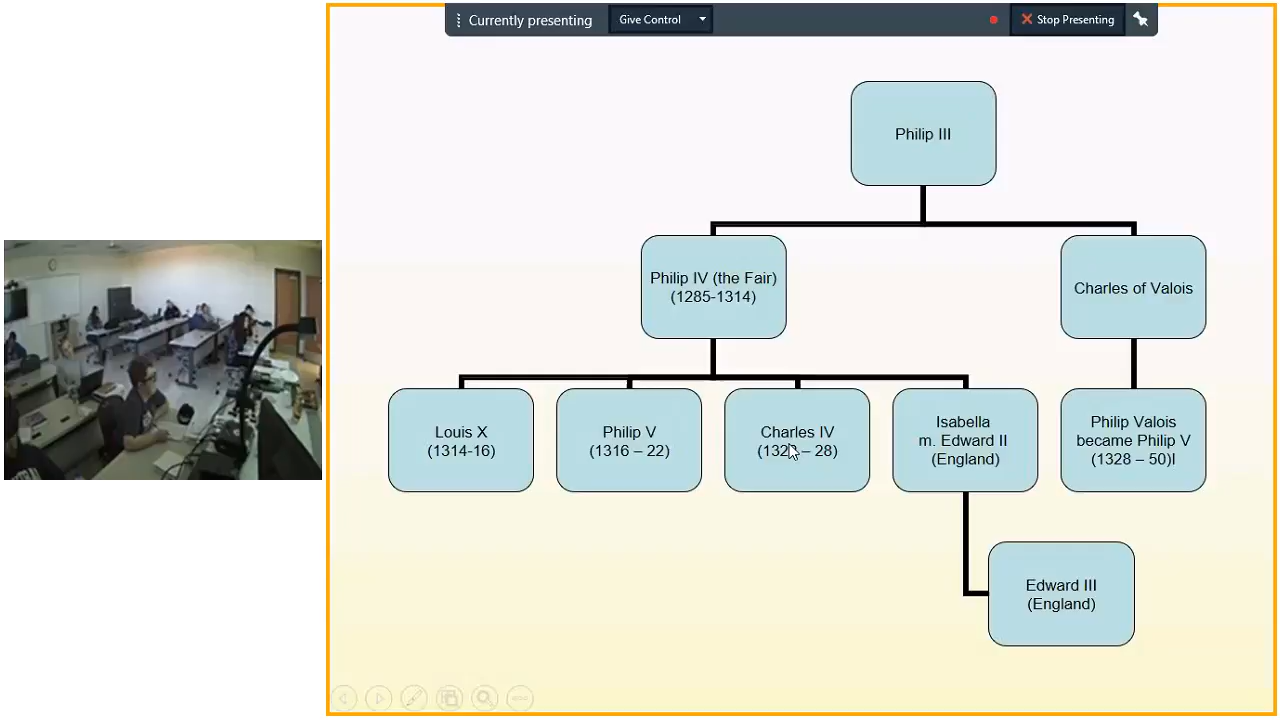 Currently presenting
Give Control
Stop Presenting
Philip III
Philip IV (the Fair)
(1285-1314)
Charles of Valois
Louis X
(1314-16)
Philip V
(1316 – 22)
Charles IV
– 28)
Isabella
m. Edward II
(England)
Philip Valois
became Philip V
(1328 – 50)I
Edward III
(England)